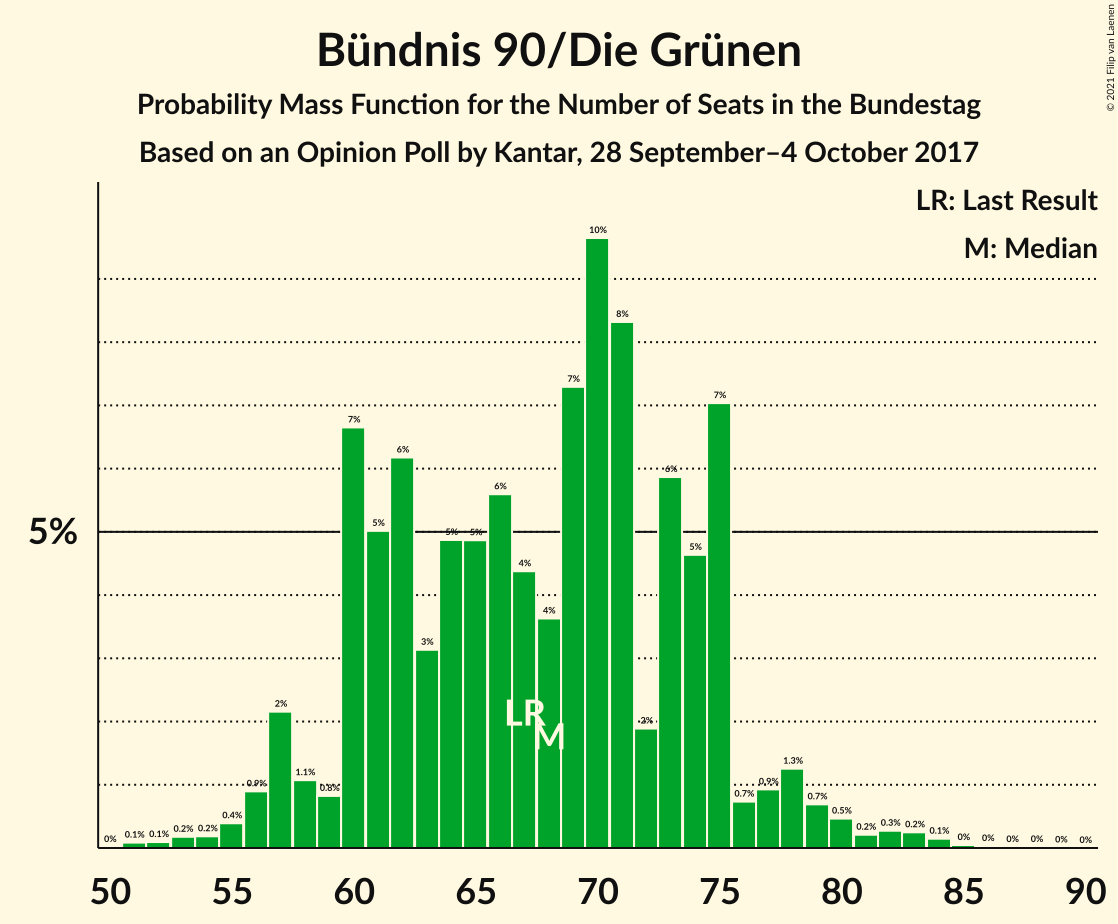 Bündnis 90/Die Grünen
Probability Mass Function for the Number of Seats in the Bundestag
Based on an Opinion Poll by Kantar, 28 September–4 October 2017
© 2021 Filip van Laenen
LR: Last Result
M: Median
5%
0% 0.1% 0.1% 0.2% 0.2% 0.4% 0.9% 2% 1.1% 0.8% 7% 5% 6% 3% 5% 5% 6% 4% 4% 7% 10% 8% 2% 6% 5% 7% 0.7% 0.9% 1.3% 0.7% 0.5% 0.2% 0.3% 0.2% 0.1% 0% 0% 0% 0% 0% 0%
LR
M
50 55 60 65 70 75 80 85 90